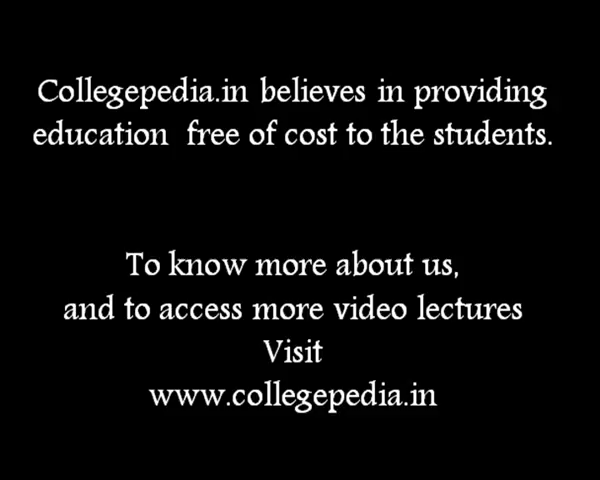 Collegepedia.in believes in providing
education  free of cost to the students.
To know more about us,
and to access more video lectures
Visit
www.collegepedia.in